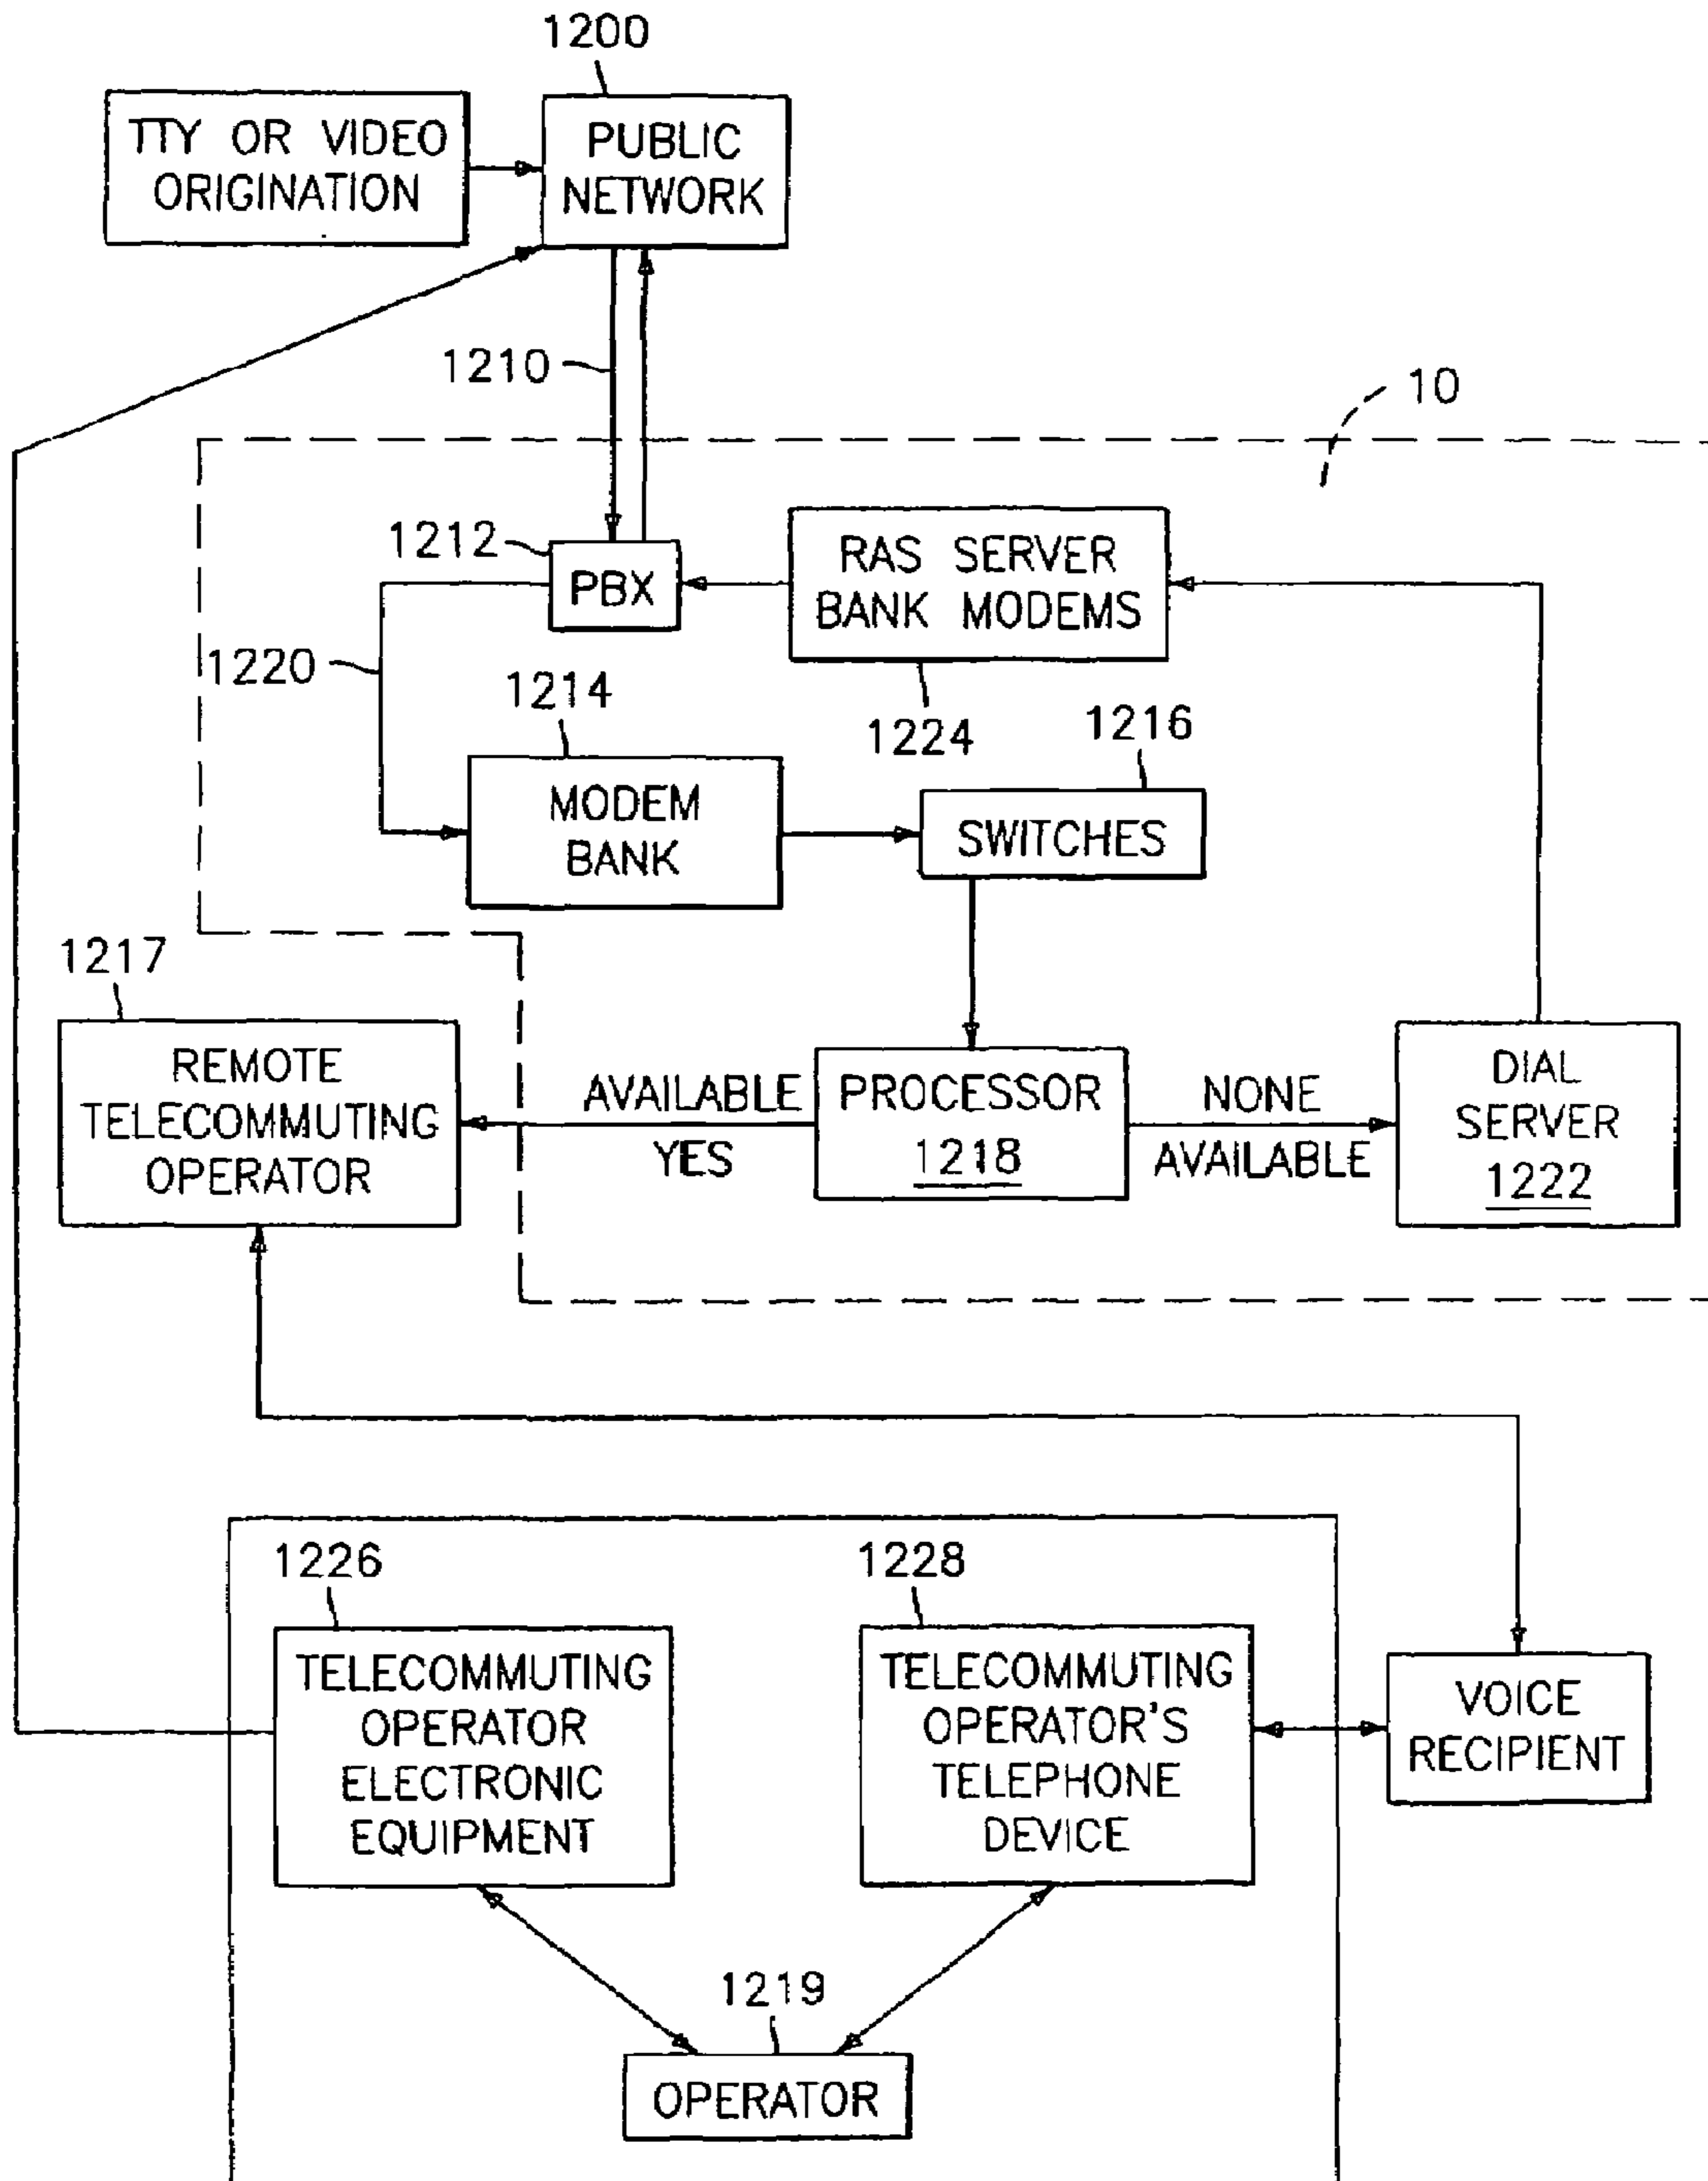 1200
TTY OR VIDEO
ORIGINATION
PUBLIC
NETWORK
1210
10
1212
PBX
RAS SERVER
BANK MODEMS
1220
1214
1224
1216
MODEM
BANK
SWITCHES
1217
REMOTE
TELECOMMUTING
OPERATOR
AVAILABLE
YES
PROCESSOR
1218
NONE
AVAILABLE
DIAL
SERVER
1222
1226
1228
TELECOMMUTING
OPERATOR
ELECTRONIC
EQUIPMENT
TELECOMMUTING
OPERATOR'S
TELEPHONE
DEVICE
VOICE
RECIPIENT
1219
OPERATOR